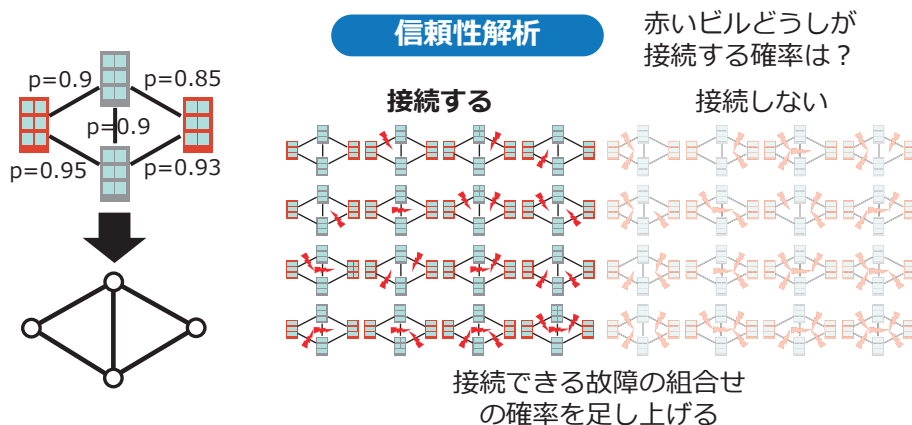 信頼性解析
赤いビルどうしが
接続する確率は？
p=0.9
p=0.85
p=0.9
p=0.95
p=0.93
接続する
接続しない
接続できる故障の組合せ
の確率を足し上げる